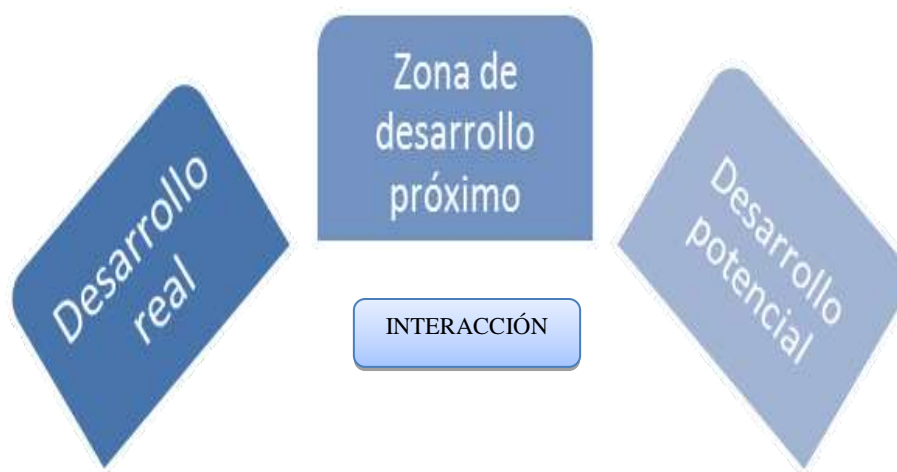 Desarrollo
real
Zona de
desarrollo
próximo
Desarrollo
potencial
INTERACCIÓN